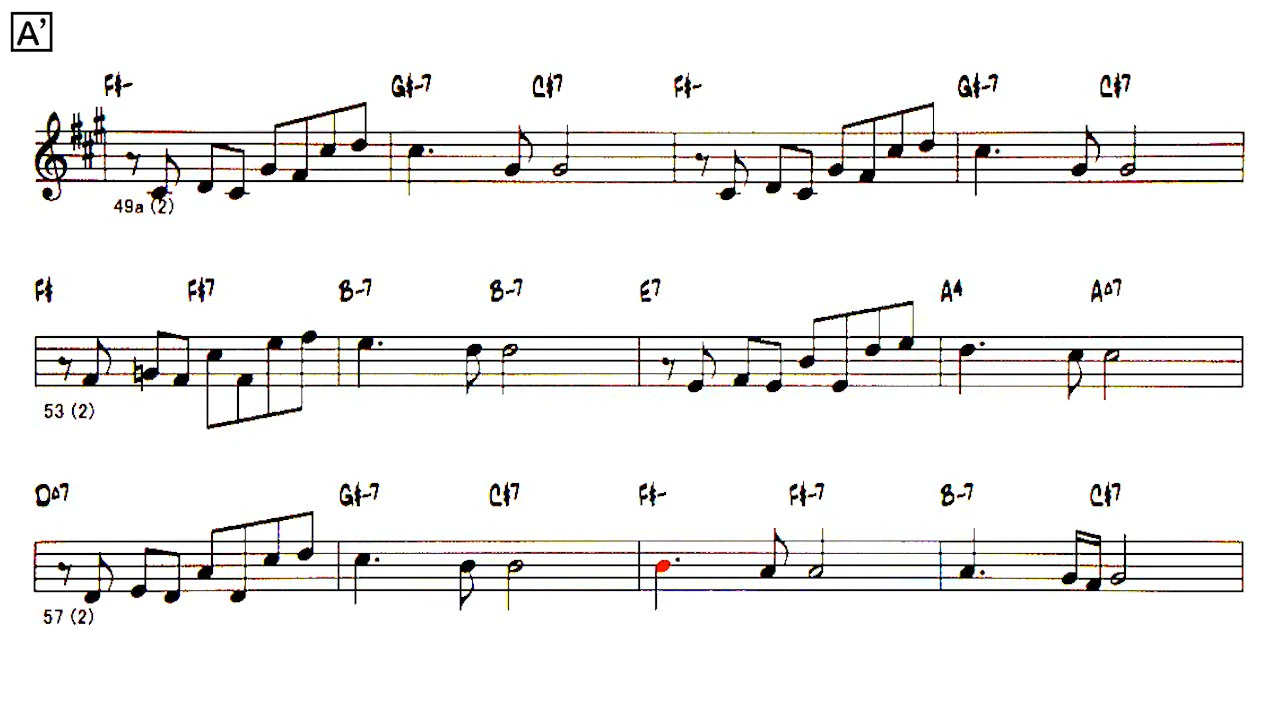 A’
F#- G#-7 C#7 F#- G#-7 C#7
49a (2)
F# F#7 B-7 B-7 E7 A4 A△7
53 (2)
D△7 G#-7 C#7 F#- F#-7 B-7 C#7
57 (2)